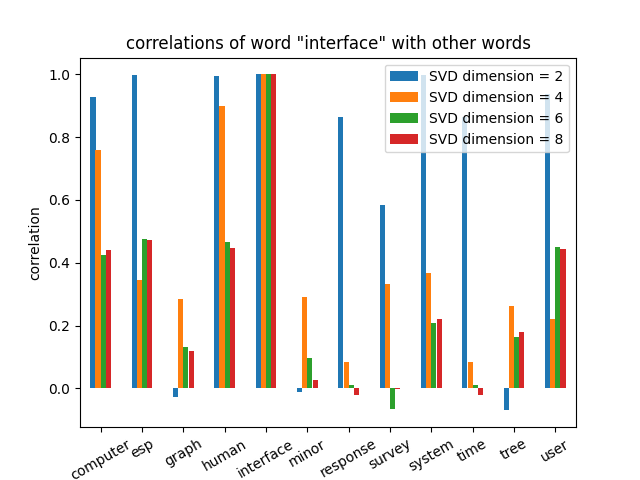 correlations of word "interface" with other words
SVD dimension = 2
SVD dimension = 4
SVD dimension = 6
SVD dimension = 8
correlation
1.0
0.8
0.6
0.4
0.2
0.0
computer
esp
graph
human
interface
minor
response
survey
system
time
tree
user